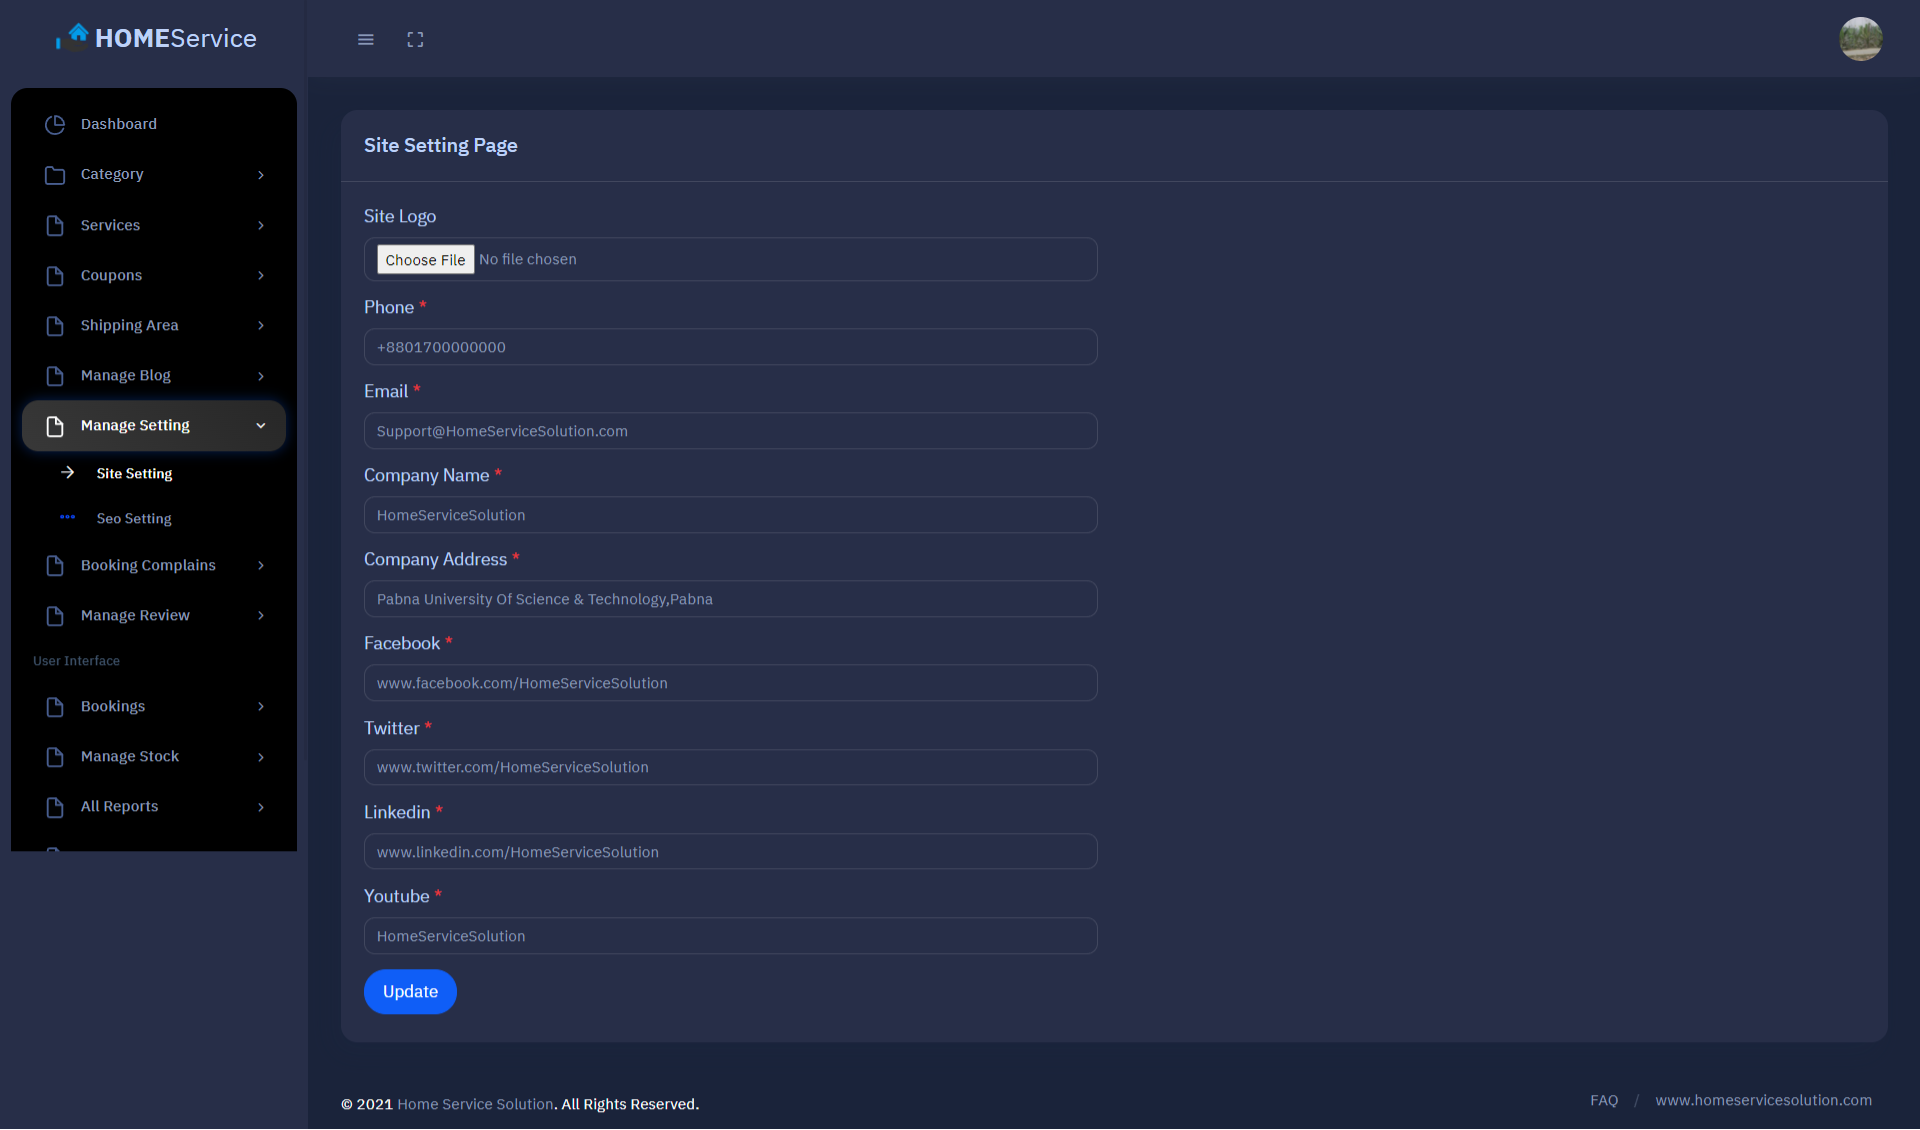 HOMEService
Dashboard
Category
Services
Coupons
Shipping Area
Manage Blog
Manage Setting
Site Setting
Seo Setting
Booking Complains
Manage Review
User Interface
Bookings
Manage Stock
All Reports
Site Setting Page
Site Logo
Choose File No file chosen
Phone *
+8801700000000
Email *
Support@HomeServiceSolution.com
Company Name *
HomeServiceSolution
Company Address *
Pabna University Of Science & Technology,Pabna
Facebook *
www.facebook.com/HomeServiceSolution
Twitter *
www.twitter.com/HomeServiceSolution
Linkedin *
www.linkedin.com/HomeServiceSolution
Youtube *
HomeServiceSolution
Update
© 2021 Home Service Solution. All Rights Reserved.
FAQ / www.homeservicesolution.com